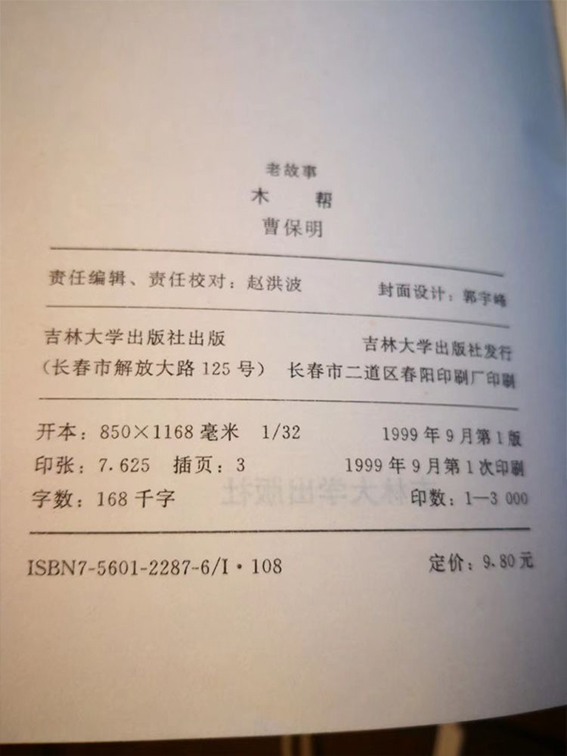 老故事
木 帮
曹保明
责任编辑、责任校对：赵洪波 封面设计：郭宇峰
吉林大学出版社出版 吉林大学出版社发行
（长春市解放大路 125 号） 长春市二道区春阳印刷厂印刷
开本：850×1168 毫米 1/32 1999 年 9 月第 1 版
印张：7.625 插页：3 1999 年 9 月第 1 次印刷
字数：168 千字 印数：1—3 000
ISBN7-5601-2287-6/I·108 定价：9.80 元